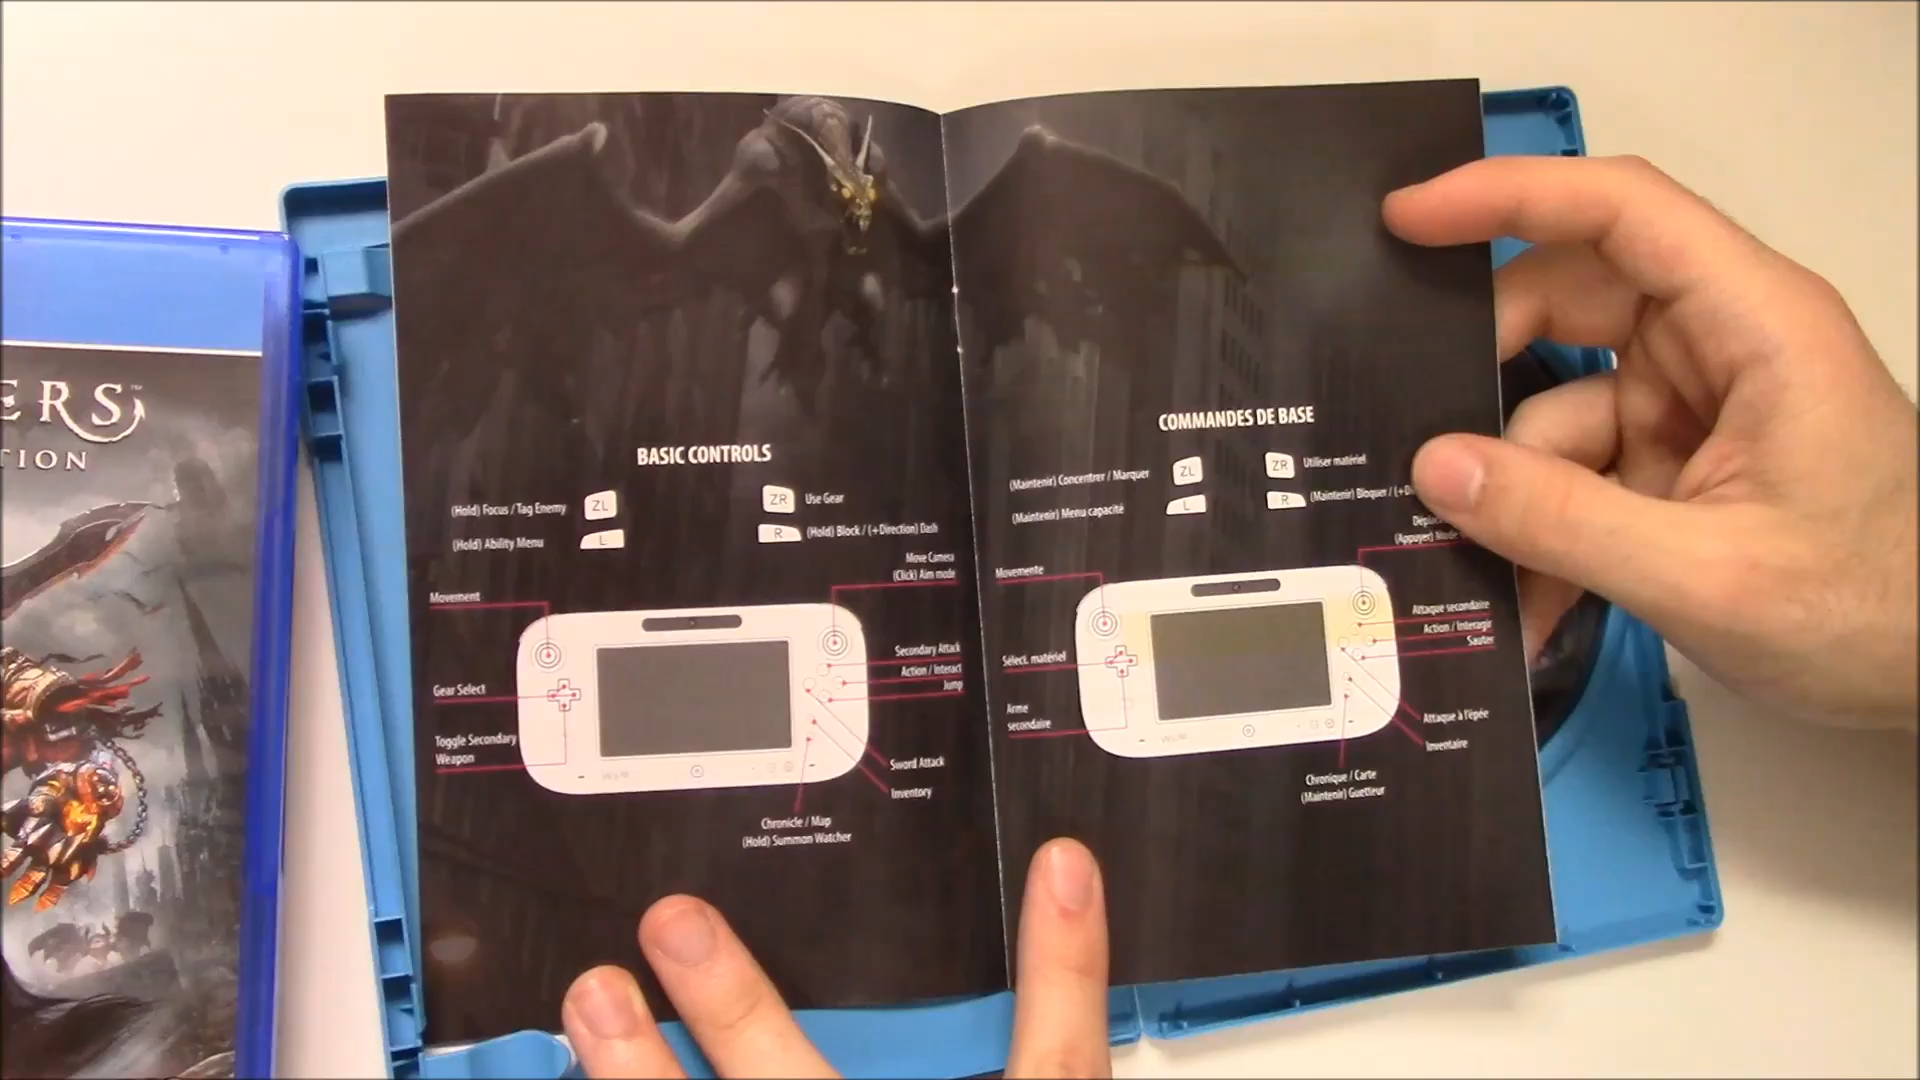 ERS™
TION
BASIC CONTROLS
(Hold) Focus / Tag Enemy
ZL
ZR
Use Gear
(Hold) Ability Menu
L
R
(Hold) Block / (+Direction) Dash
Move Camera
(Click) Aim mode
Movement
Secondary Attack
Action / Interact
Jump
Gear Select
Toggle Secondary
Weapon
Sword Attack
Inventory
Chronicle / Map
(Hold) Summon Watcher
COMMANDES DE BASE
(Maintenir) Concentrer / Marquer
ZL
ZR
Utiliser matériel
(Maintenir) Menu capacité
L
R
(Maintenir) Bloquer / (+D
(Appuyer) Mode
Movemente
Attaque secondaire
Action / Interagir
Sauter
Sélect. matériel
Arme
secondaire
Attaque à l'épée
Inventaire
Chronique / Carte
(Maintenir) Guetteur